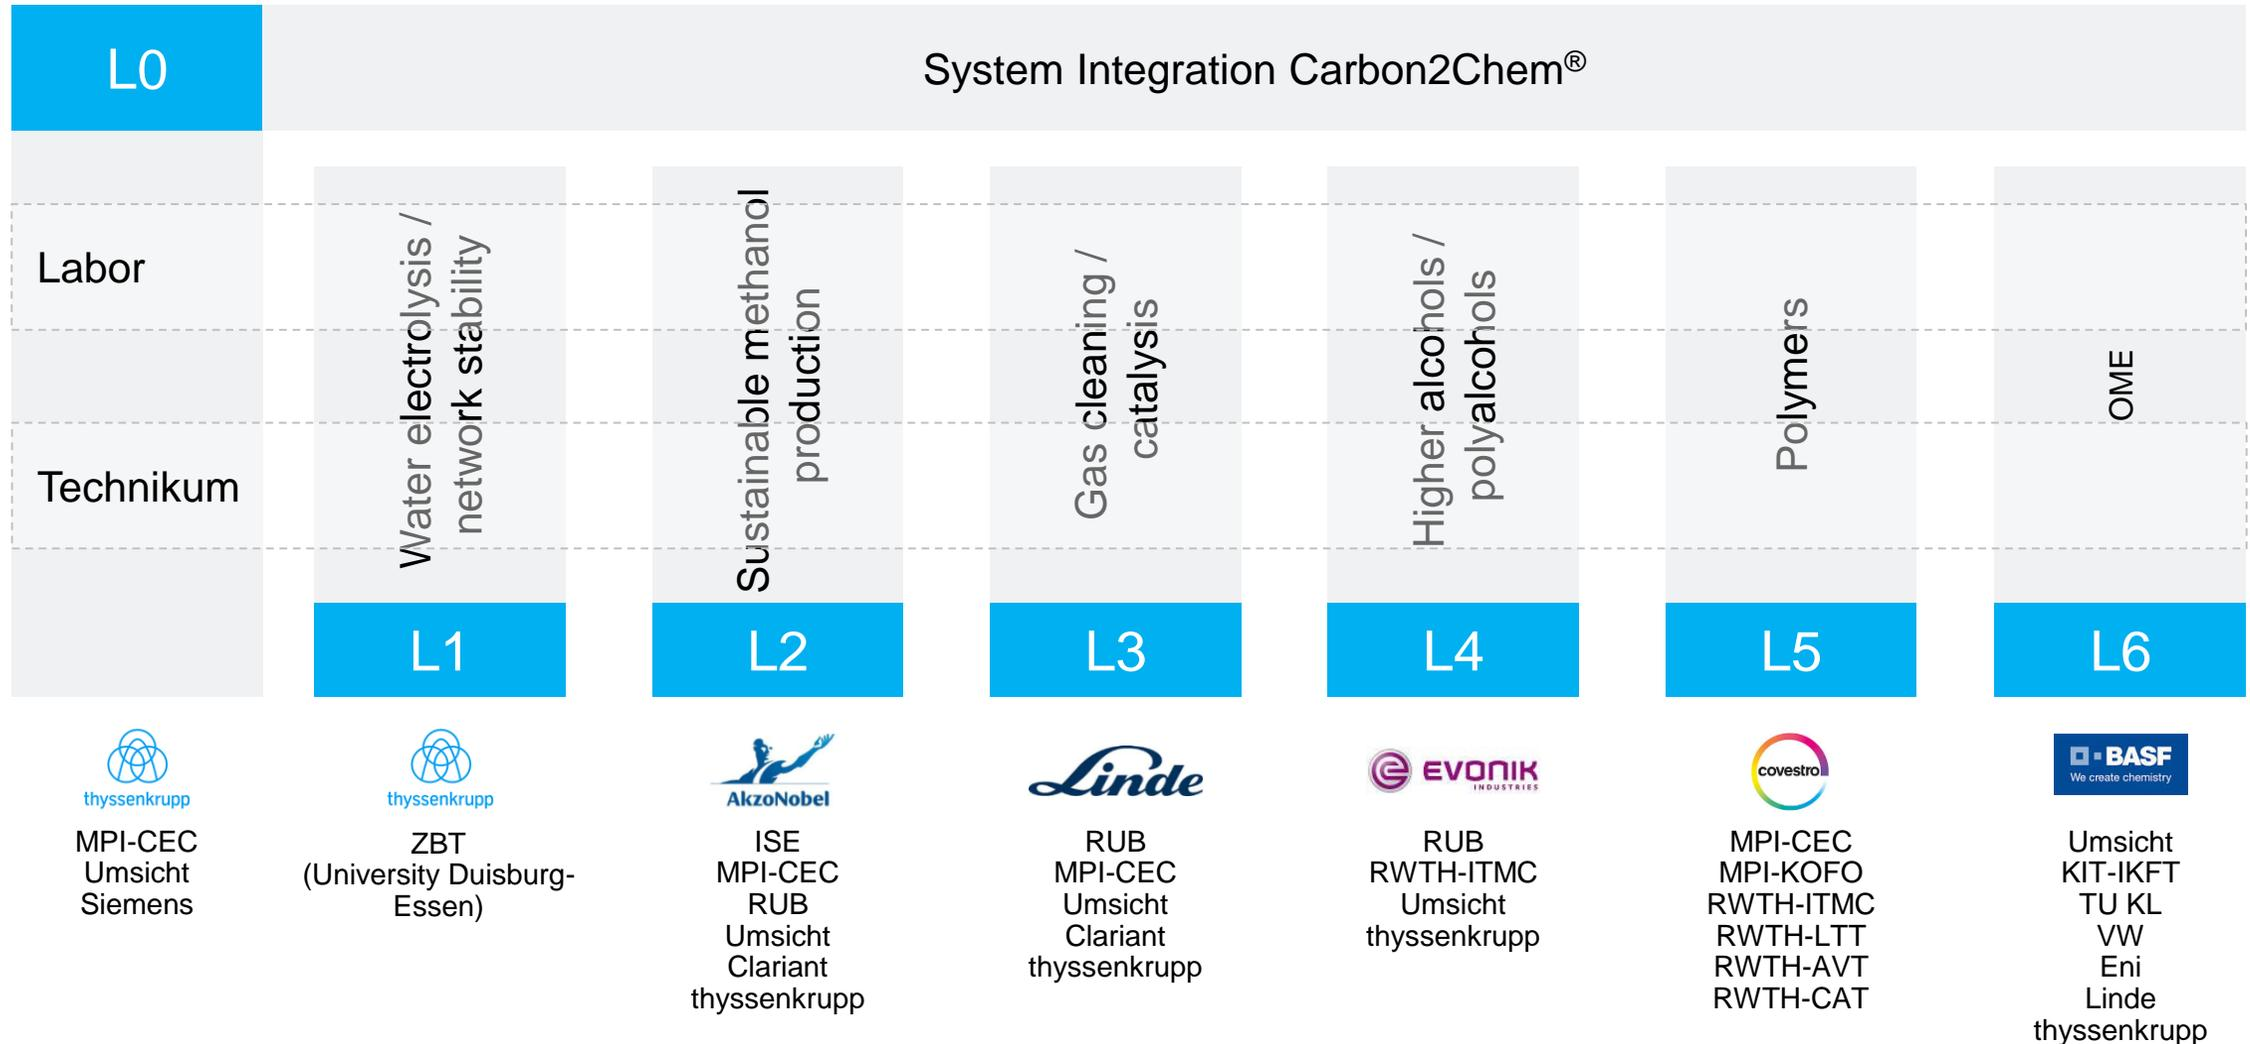 L0
System Integration Carbon2Chem®
Labor
Technikum
Water electrolysis /
network stability
Sustainable methanol
production
Gas cleaning /
catalysis
Higher alcohols /
polyalcohols
Polymers
OME
L1
L2
L3
L4
L5
L6
thyssenkrupp
MPI-CEC
Umsicht
Siemens
thyssenkrupp
ZBT
(University Duisburg-
Essen)
AkzoNobel
ISE
MPI-CEC
RUB
Umsicht
Clariant
thyssenkrupp
Linde
RUB
MPI-CEC
Umsicht
Clariant
thyssenkrupp
EVONIK
INDUSTRIES
RUB
RWTH-ITMC
Umsicht
thyssenkrupp
covestro
MPI-CEC
MPI-KOFO
RWTH-ITMC
RWTH-LTT
RWTH-AVT
RWTH-CAT
BASF
We create chemistry
Umsicht
KIT-IKFT
TU KL
VW
Eni
Linde
thyssenkrupp